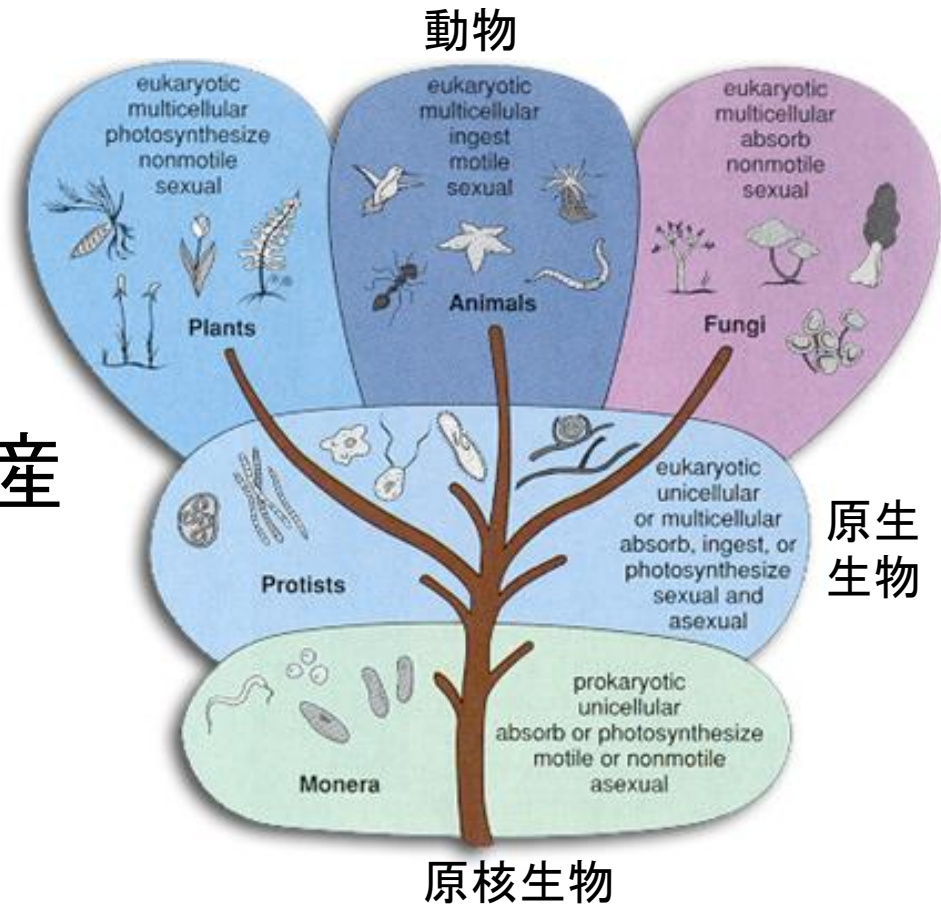 動物
eukaryotic
multicellular
photosynthesize
nonmotile
sexual
Plants
eukaryotic
multicellular
ingest
motile
sexual
Animals
eukaryotic
multicellular
absorb
nonmotile
sexual
Fungi
産
Protists
eukaryotic
unicellular
or multicellular
absorb, ingest, or
photosynthesize
sexual and
asexual
原生
生物
Monera
prokaryotic
unicellular
absorb or photosynthesize
motile or nonmotile
asexual
原核生物